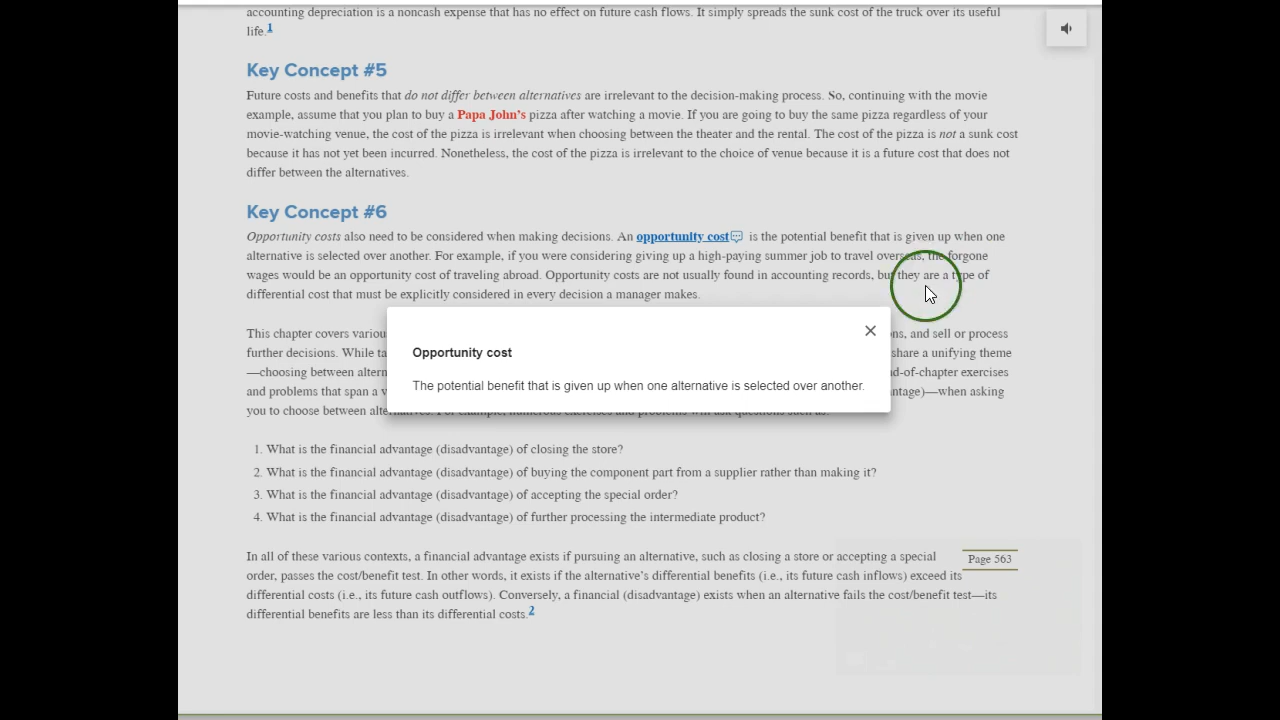 accounting depreciation is a noncash expense that has no effect on future cash flows. It simply spreads the sunk cost of the truck over its useful
life.1
Key Concept #5
Future costs and benefits that do not differ between alternatives are irrelevant to the decision-making process. So, continuing with the movie
example, assume that you plan to buy a Papa John's pizza after watching a movie. If you are going to buy the same pizza regardless of your
movie-watching venue, the cost of the pizza is irrelevant when choosing between the theater and the rental. The cost of the pizza is not a sunk cost
because it has not yet been incurred. Nonetheless, the cost of the pizza is irrelevant to the choice of venue because it is a future cost that does not
differ between the alternatives.
Key Concept #6
Opportunity costs also need to be considered when making decisions. An opportunity cost is the potential benefit that is given up when one
alternative is selected over another. For example, if you were considering giving up a high-paying summer job to travel overseas, the forgone
wages would be an opportunity cost of traveling abroad. Opportunity costs are not usually found in accounting records, but they are a type of
differential cost that must be explicitly considered in every decision a manager makes.
This chapter covers ons, and sell or process
further decisions. While share a unifying theme
—choosing between nd-of-chapter exercises
and problems that span a antage)—when asking
you to choose between alternatives. For example, numerous exercises and problems will ask questions such as:
Opportunity cost
The potential benefit that is given up when one alternative is selected over another.
1. What is the financial advantage (disadvantage) of closing the store?
2. What is the financial advantage (disadvantage) of buying the component part from a supplier rather than making it?
3. What is the financial advantage (disadvantage) of accepting the special order?
4. What is the financial advantage (disadvantage) of further processing the intermediate product?
In all of these various contexts, a financial advantage exists if pursuing an alternative, such as closing a store or accepting a special
Page 563
order, passes the cost/benefit test. In other words, it exists if the alternative's differential benefits (i.e., its future cash inflows) exceed its
differential costs (i.e., its future cash outflows). Conversely, a financial (disadvantage) exists when an alternative fails the cost/benefit test—its
differential benefits are less than its differential costs.2